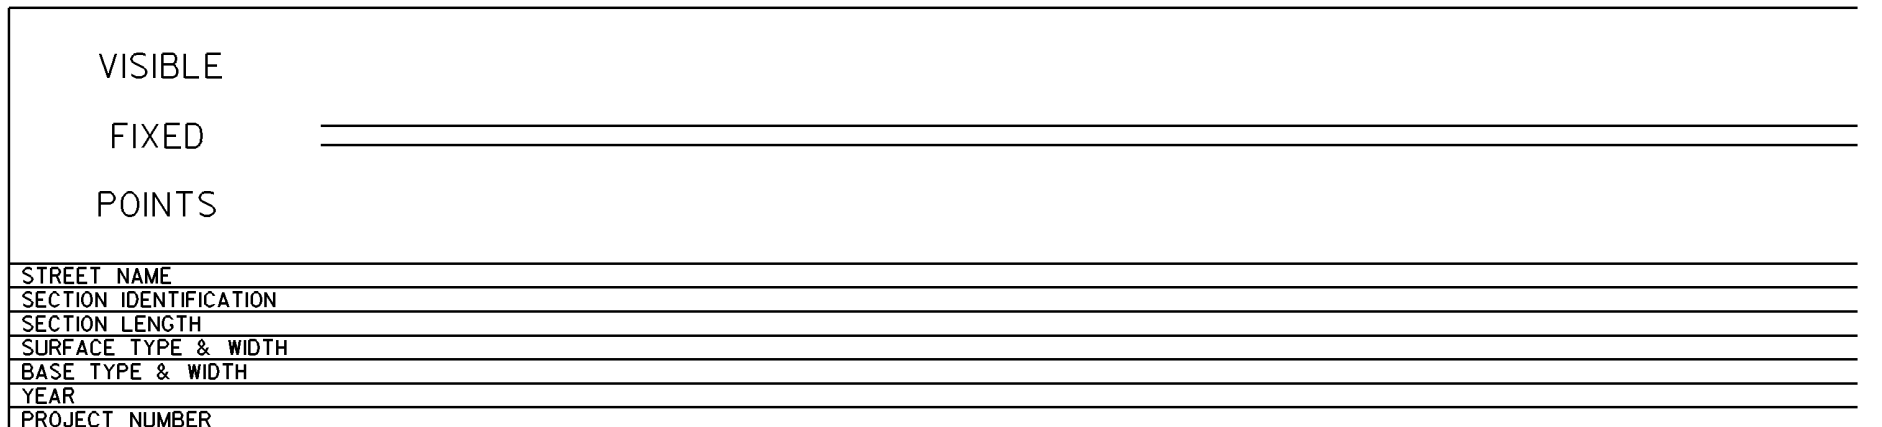 VISIBLE
FIXED
POINTS
STREET NAME
SECTION IDENTIFICATION
SECTION LENGTH
SURFACE TYPE & WIDTH
BASE TYPE & WIDTH
YEAR
PROJECT NUMBER